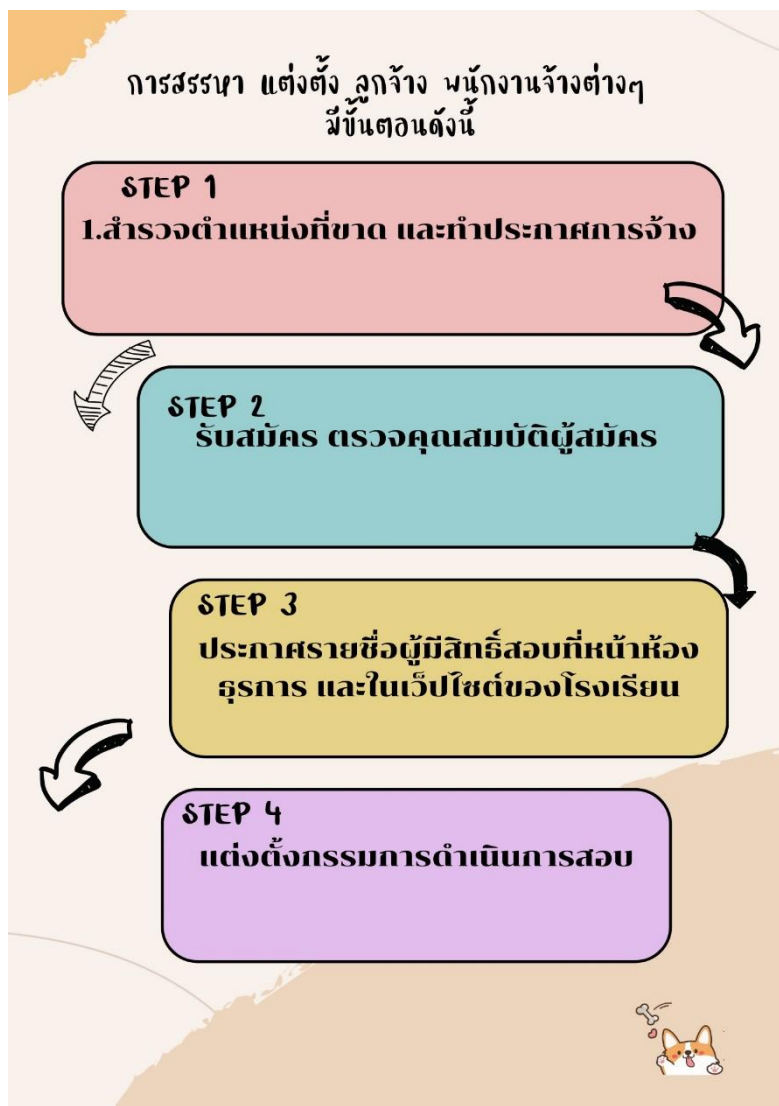 การสรรหา แต่งตั้ง ลูกจ้าง พนักงานจ้างต่างๆ
มีขั้นตอนดังนี้
STEP 1
1.สำรวจตำแหน่งที่ขาด และทำประกาศการจ้าง
STEP 2
รับสมัคร ตรวจคุณสมบัติผู้สมัคร
STEP 3
ประกาศรายชื่อผู้มีสิทธิ์สอบที่หน้าห้อง
ธุรการ และในเว็ปไซต์ของโรงเรียน
STEP 4
แต่งตั้งกรรมการดำเนินการสอบ